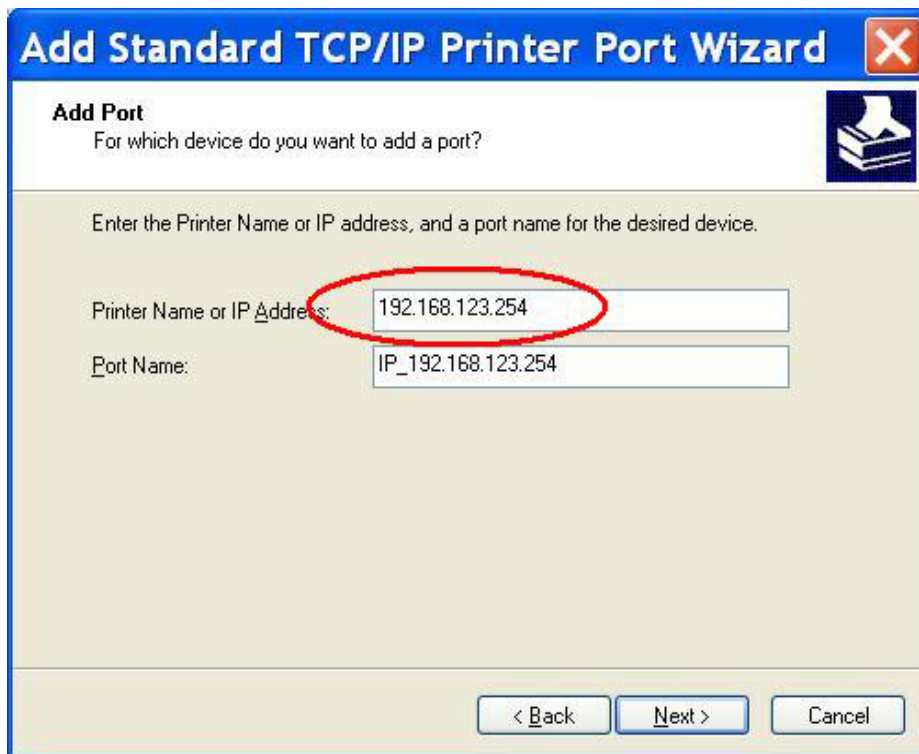 Add Standard TCP/IP Printer Port Wizard
Add Port
For which device do you want to add a port?
Enter the Printer Name or IP address, and a port name for the desired device.
Printer Name or IP Address: 192.168.123.254
Port Name: IP_192.168.123.254
< Back Next > Cancel